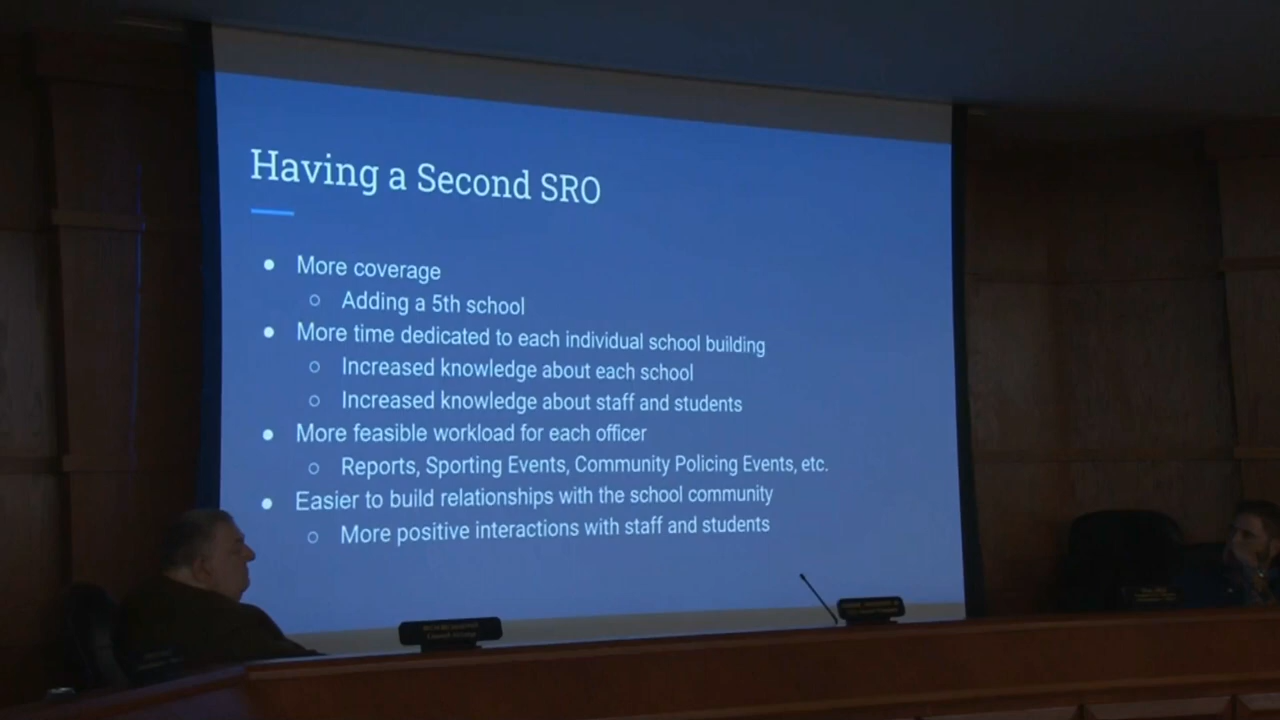 Having a Second SRO
● More coverage
○ Adding a 5th school
● More time dedicated to each individual school building
○ Increased knowledge about each school
○ Increased knowledge about staff and students
● More feasible workload for each officer
○ Reports, Sporting Events, Community Policing Events, etc.
● Easier to build relationships with the school community
○ More positive interactions with staff and students